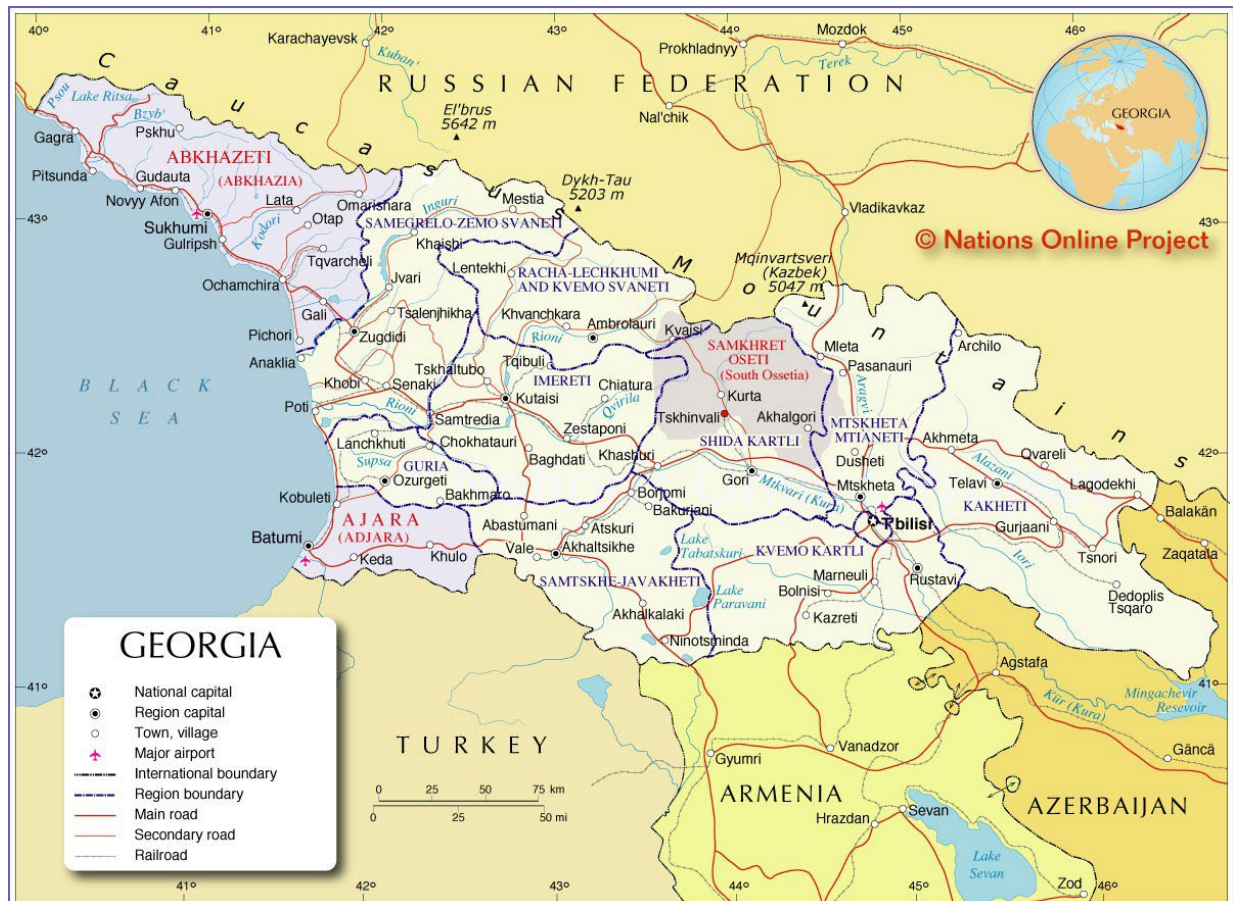 40°
41°
42°
43°
44°
45°
46°
Karachayevsk
Kuban'
Prokhladnyy
Mozdok
Terek
RUSSIAN FEDERATION
Caucasus Mountains
Psou
Lake Ritsa
Bzyb'
El'brus
5642 m
Nal'chik
GEORGIA
Gagra
Pskhu
ABKHAZETI
(ABKHAZIA)
Pitsunda
Gudauta
Novyy Afon
Lata
Omarishara
Dykh-Tau
5203 m
Mestia
Vladikavkaz
43°
43°
Sukhumi
Kodori
Otap
Inguri
SAMEGRELO-ZEMO SVANETI
© Nations Online Project
Gulripsh
Khaishi
Tqvarcheli
Lentekhi
RACHA-LECHKHUMI
AND KVEMO SVANETI
Mqinvartsveri
(Kazbek)
5047 m
Ochamchira
Jvari
Gali
Tsalenjhikha
Khvanchkara
Ambrolauri
Pichori
Zugdidi
Rioni
Kvaisi
SAMKHRET
OSETI
(South Ossetia)
Mleta
Archilo
Anaklia
Tqibuli
Pasanauri
Tskhaltubo
IMERETI
Khobi
Senaki
Chiatura
Kurta
Aragvi
BLACK
SEA
Poti
Rioni
Kutaisi
Qvirila
Tskhinvali
Akhalgori
Samtredia
MTSKHETA
MTIANETI
Lanchkhuti
Chokhatauri
Zestaponi
SHIDA KARTLI
Akhmeta
42°
42°
Supsa
GURIA
Baghdati
Khashuri
Dusheti
Alazani
Qvareli
Ozurgeti
Gori
Mtskheta
Telavi
Lagodekhi
Kobuleti
Bakhmaro
Borjomi
Mtkvari (Kura)
KAKHETI
AJARA
(ADJARA)
Abastumani
Atskuri
Bakurjani
Tbilisi
Gurjaani
Balakän
Batumi
Lake
Tabatskuri
KVEMO KARTLI
Keda
Khulo
Vale
Akhaltsikhe
Iori
Tsnori
Zaqatala
SAMTSKHE-JAVAKHETI
Marneuli
Rustavi
Lake
Paravani
Bolnisi
Dedoplis
Tsqaro
Akhalkalaki
Kazreti
Ninotsminda
GEORGIA
National capital
Region capital
Town, village
Major airport
International boundary
Region boundary
Main road
Secondary road
Railroad
41°
41°
Agstafa
Mingachevir
Resevoir
Kür (Kura)
TURKEY
Vanadzor
Gyumri
Gäncä
0 25 50 75 km
0 25 50 mi
ARMENIA
AZERBAIJAN
Hrazdan
Sevan
Lake
Sevan
Zod
41°
42°
43°
44°
45°
46°